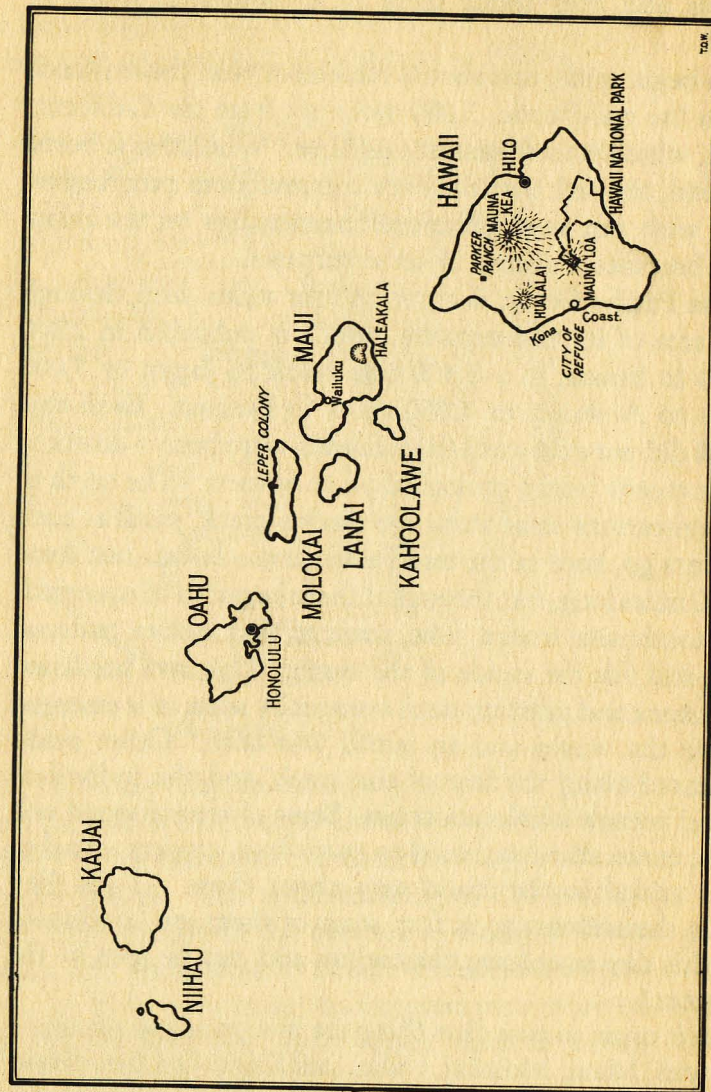 NIIHAU
KAUAI
OAHU
HONOLULU
MOLOKAI
LEPER COLONY
LANAI
KAHOOLAWE
MAUI
Wailuku
HALEAKALA
HAWAII
PARKER
RANCH
MAUNA
KEA
HILO
HUALALAI
Kona
Coast.
CITY OF
REFUGE
MAUNA LOA
HAWAII NATIONAL PARK
T.O.W.